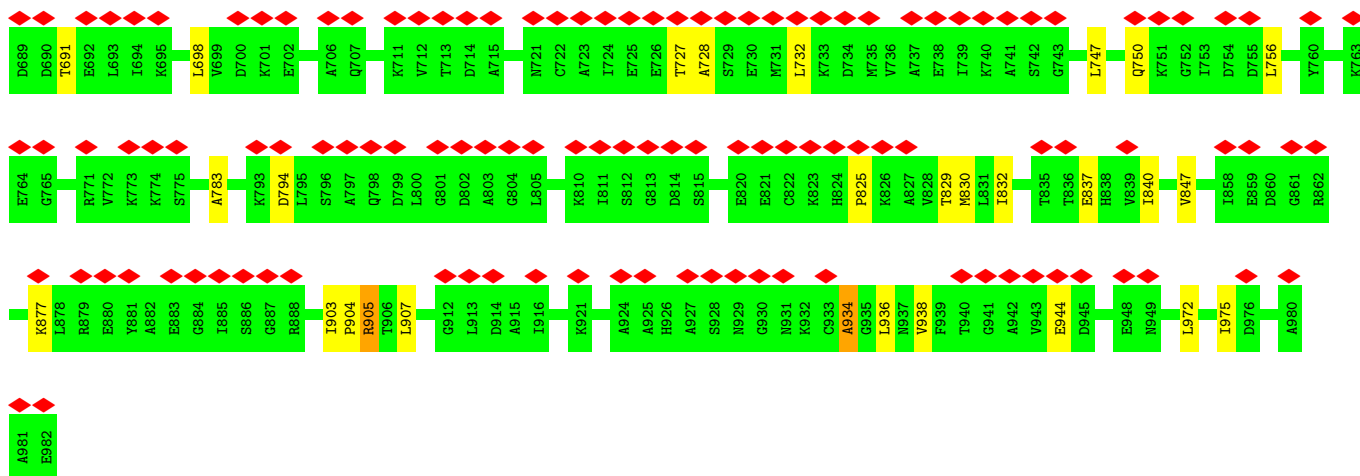 D689 D690 T691 E692 L693 I694 K695 L698 V699 D700 K701 E702 A706 Q707 K711 V712 T713 D714 A715 N721 C722 A723 I724 E725 E726 T727 A728 S729 E730 M731 L732 K733 D734 M735 V736 A737 E738 I739 K740 A741 S742 G743 L747 Q750 K751 G752 I753 D754 D755 L756 Y760 K763
E764 G765 R771 V772 K773 K774 S775 A783 K793 D794 L795 S796 A797 Q798 D799 L800 G801 D802 A803 G804 L805 K810 I811 S812 G813 D814 S815 E820 E821 C822 K823 H824 P825 K826 A827 V828 T829 M830 L831 I832 T835 T836 E837 H838 V839 I840 V847 I858 E859 D860 G861 R862
K877 L878 R879 E880 Y881 A882 E883 G884 I885 S886 G887 R888 I903 P904 R905 T906 L907 G912 L913 D914 A915 I916 K921 A924 A925 H926 A927 S928 N929 G930 N931 K932 C933 A934 G935 L936 N937 V938 F939 T940 G941 A942 V943 E944 D945 E948 N949 L972 I975 D976 A980
A981 E982